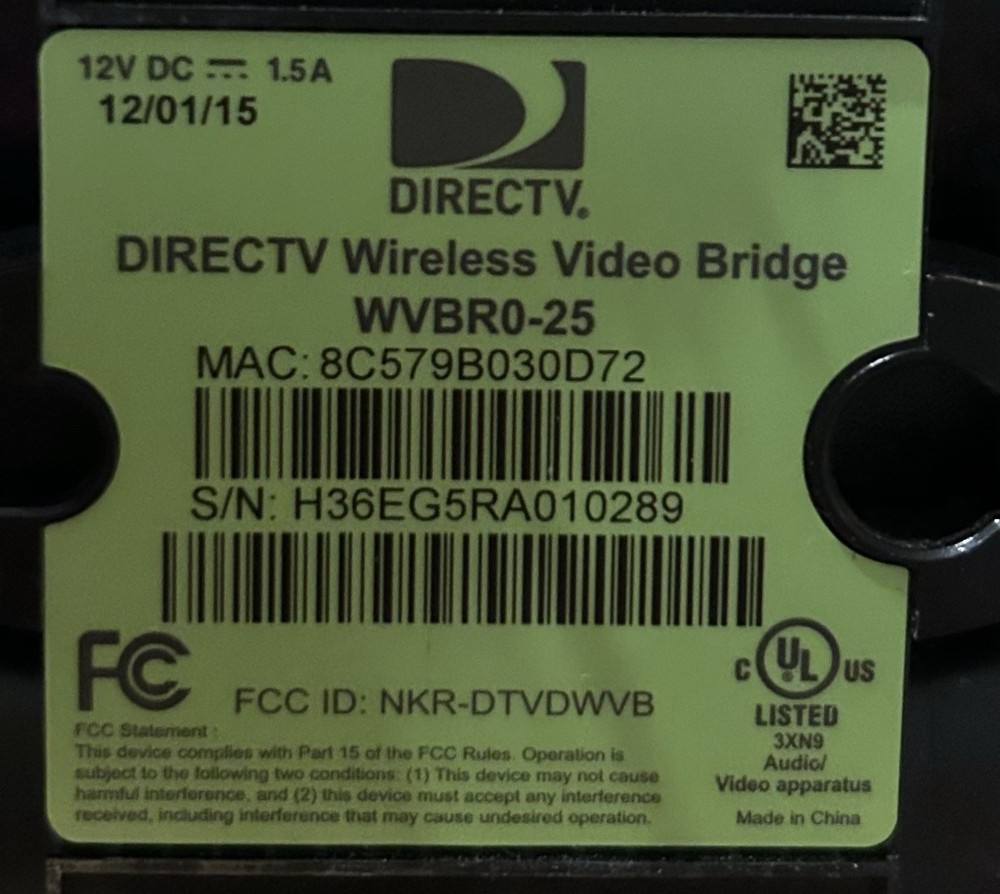 12V DC ⎓ 1.5A
12/01/15
DIRECTV®
DIRECTV Wireless Video Bridge
WVBR0-25
MAC: 8C579B030D72
S/N: H36EG5RA010289
FC
FCC ID: NKR-DTVDWVB
FCC Statement :
This device complies with Part 15 of the FCC Rules. Operation is
subject to the following two conditions: (1) This device may not cause
harmful interference, and (2) this device must accept any interference
received, including interference that may cause undesired operation.
C UL® US
LISTED
3XN9
Audio/
Video apparatus
Made in China